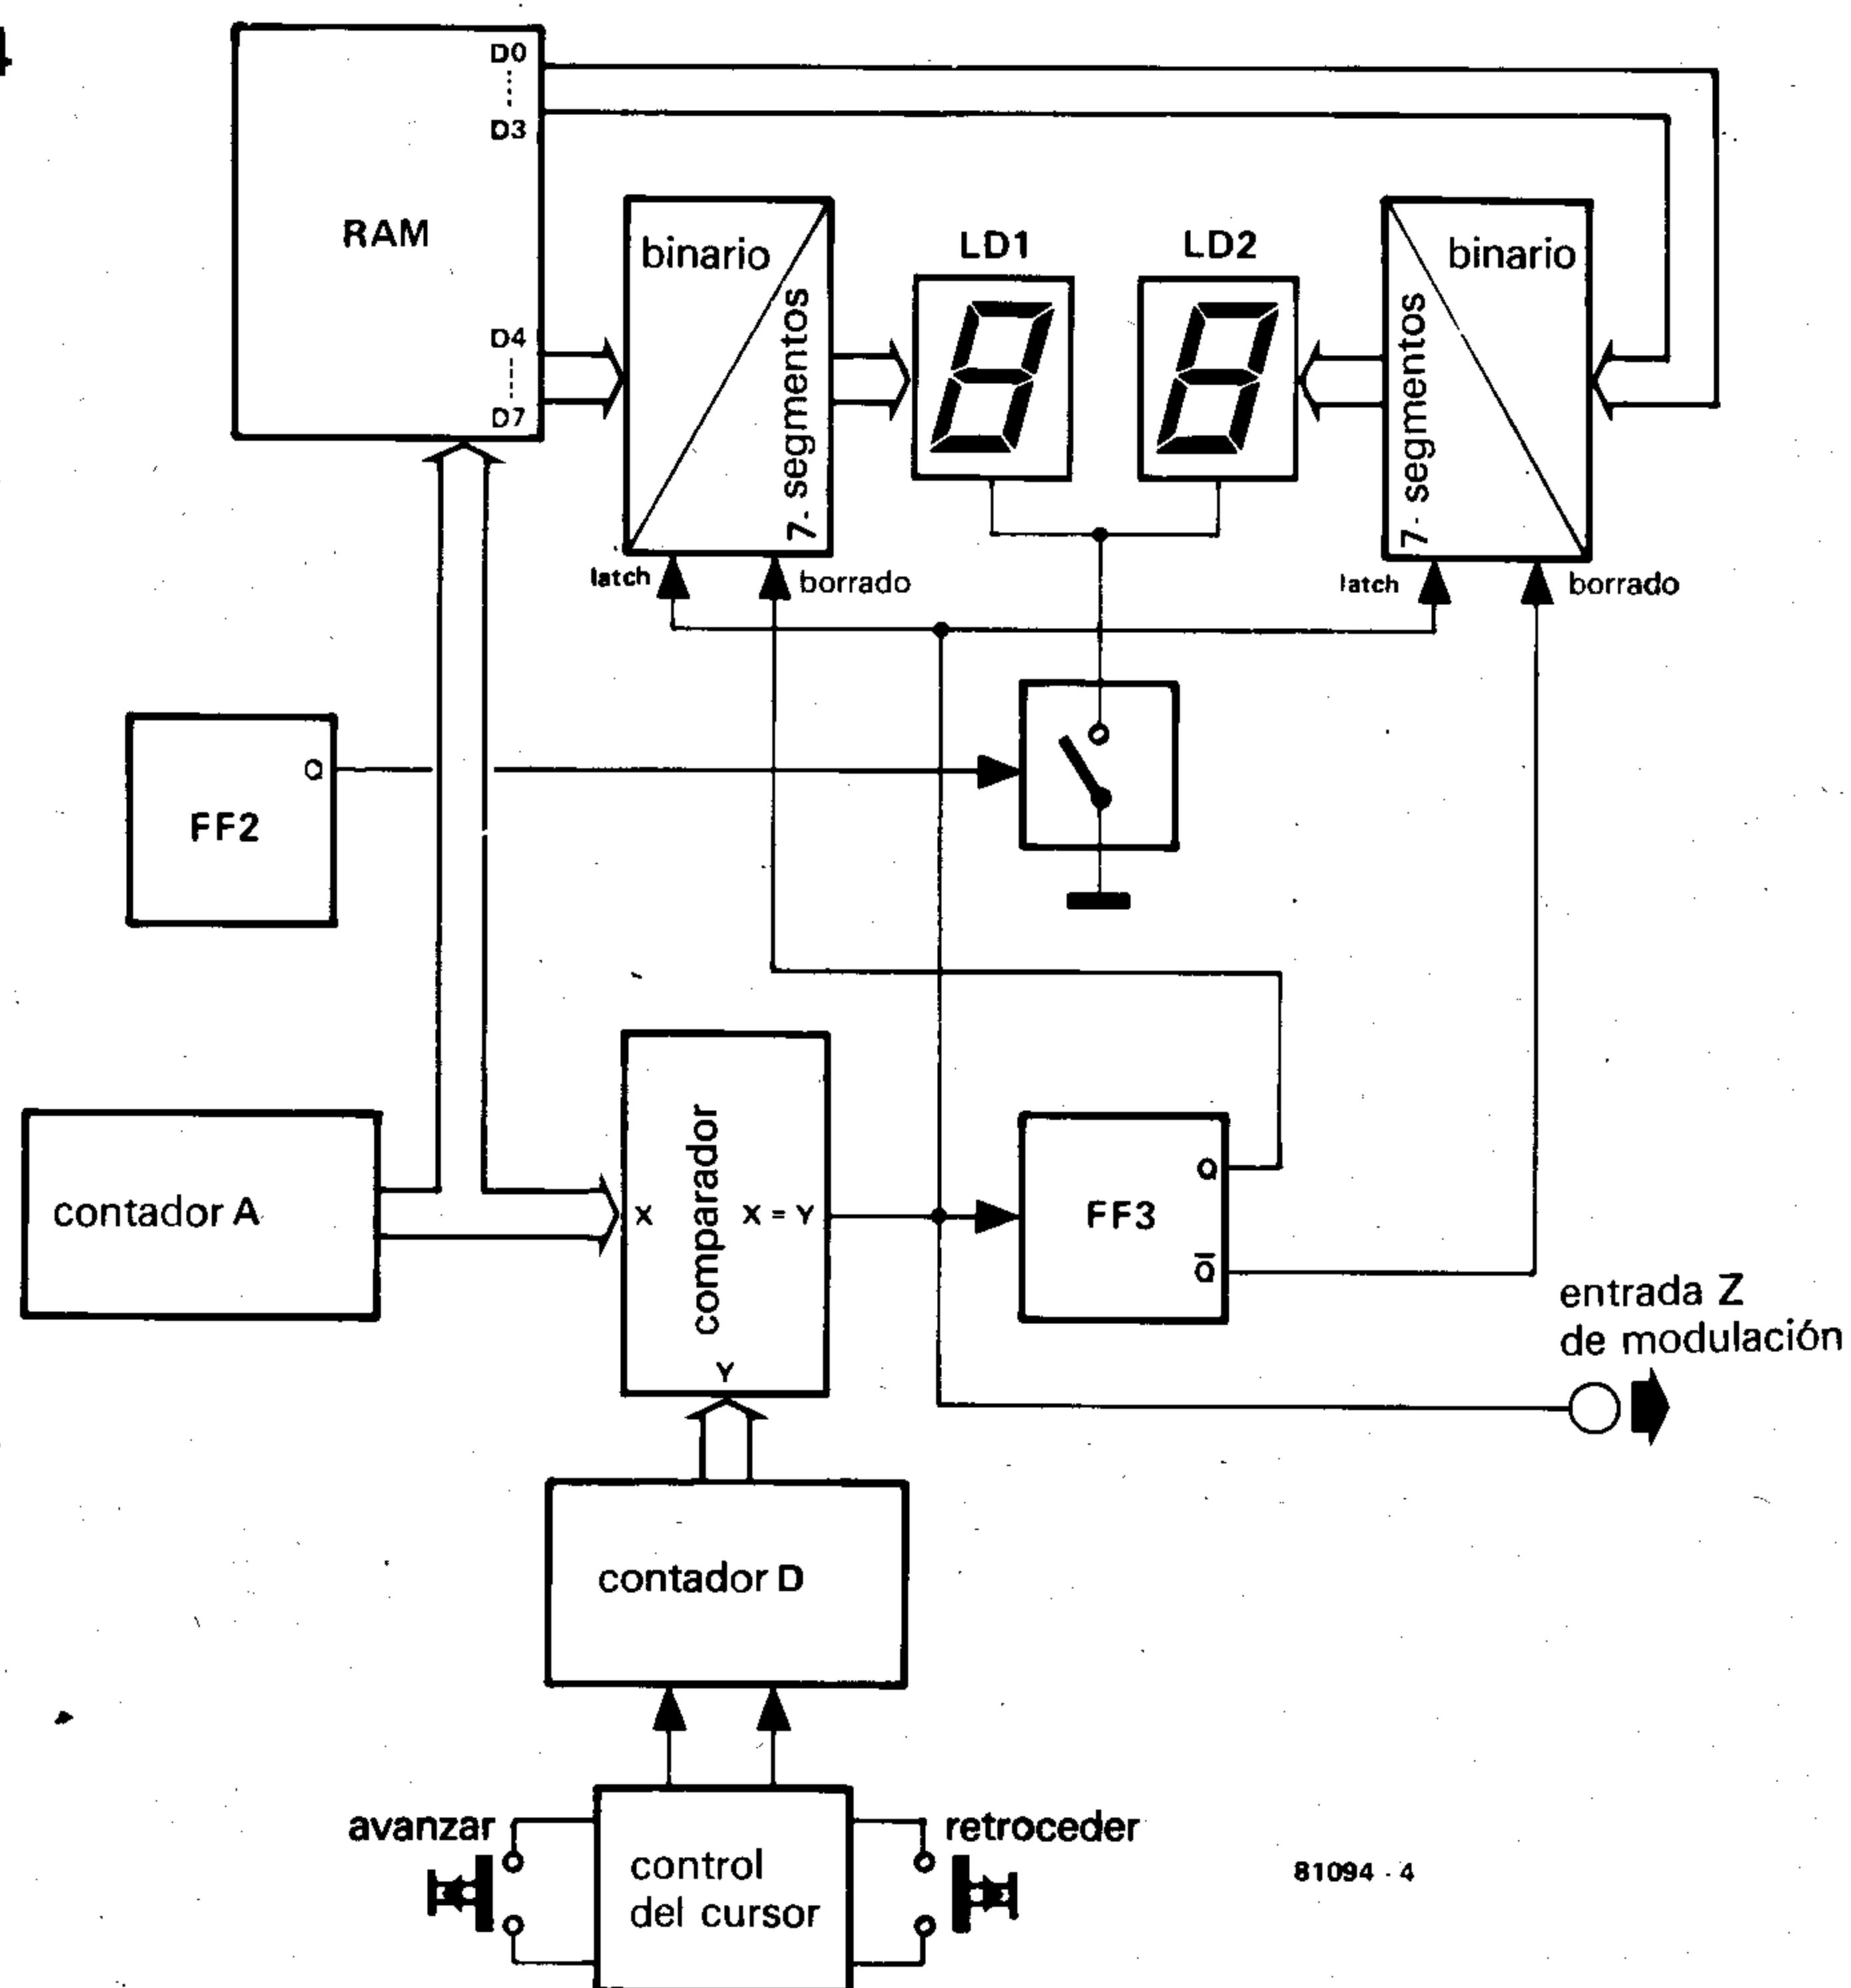 4
D0
D3
RAM
D4
D7
binario
7- segmentos
LD1
LD2
binario
7- segmentos
latch
borrado
latch
borrado
Q
FF2
contador A
X
comparador
X = Y
Y
Q
FF3
Q̅
entrada Z
de modulación
contador D
avanzar
control
del cursor
retroceder
81094 - 4